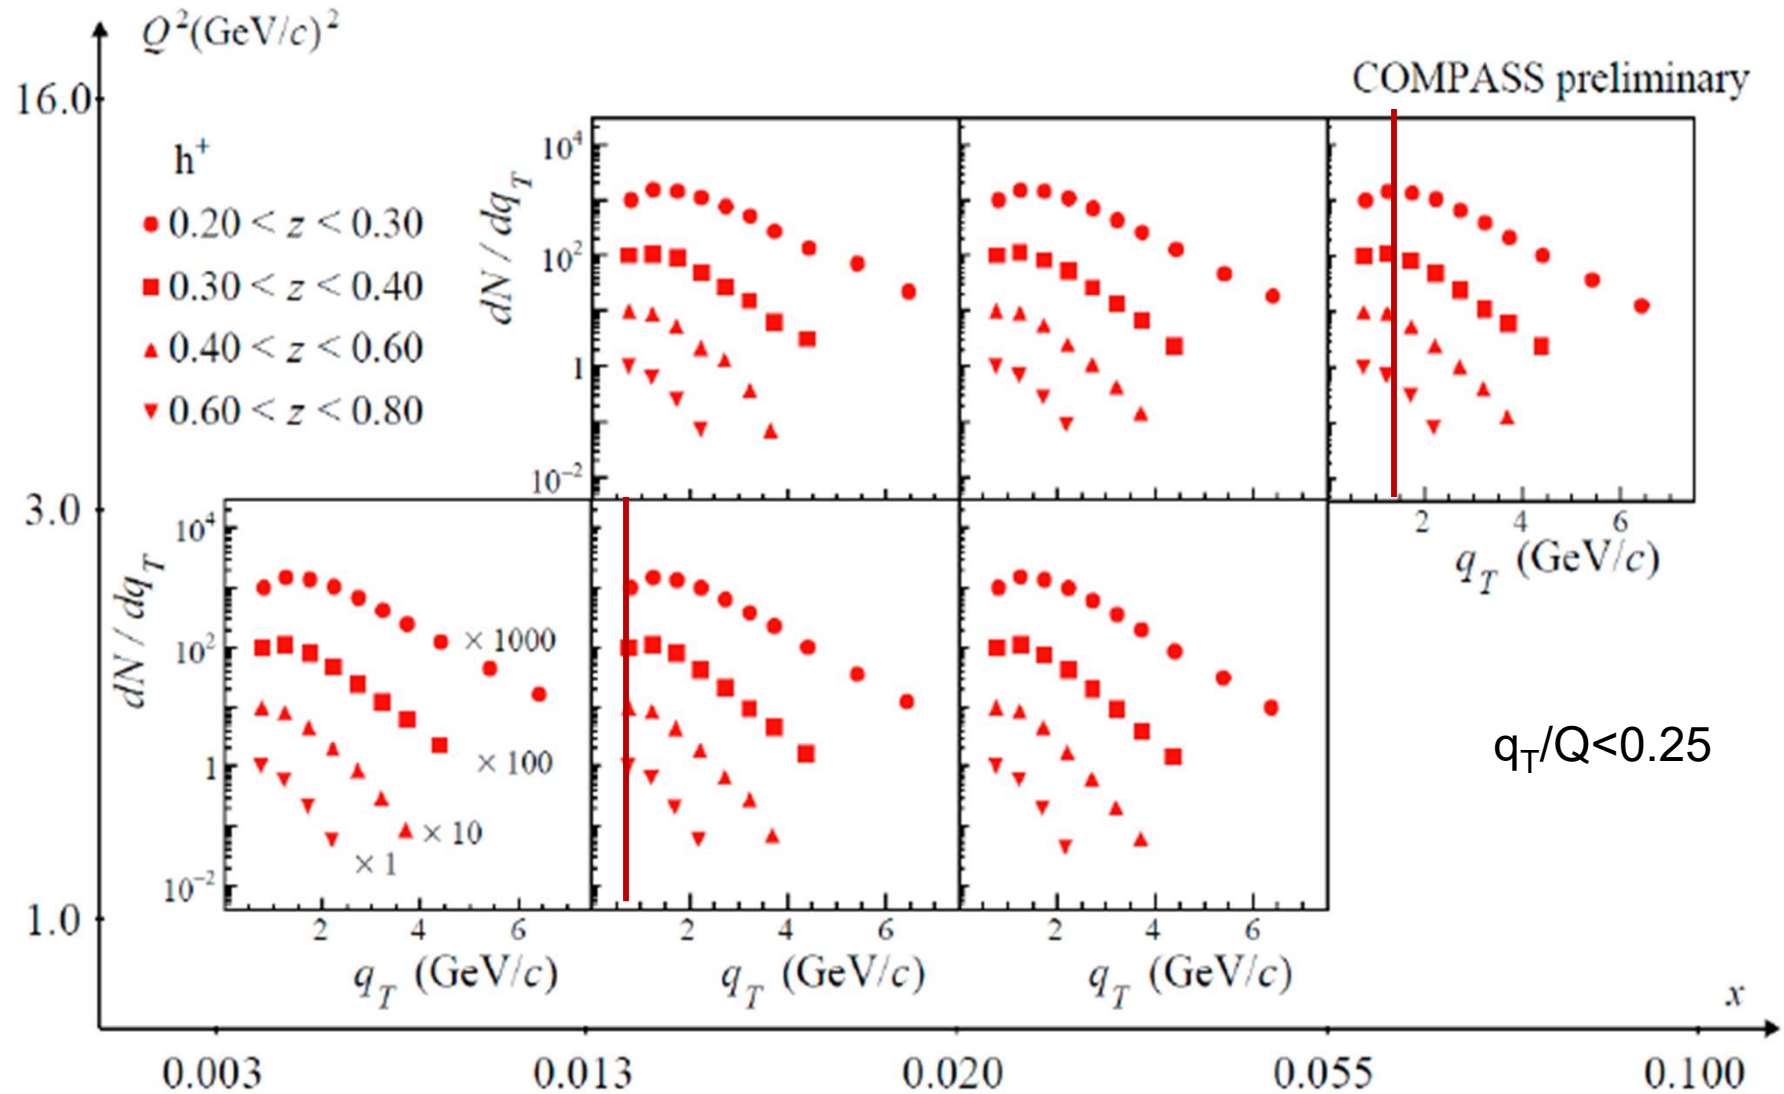 Q²(GeV/c)²
16.0
COMPASS preliminary
h⁺
0.20 < z < 0.30
0.30 < z < 0.40
0.40 < z < 0.60
0.60 < z < 0.80
dN / dq_T
10⁴
10²
1
10⁻²
2 4 6
q_T (GeV/c)
3.0
dN / dq_T
10⁴
10²
1
10⁻²
× 1000
× 100
× 10
× 1
q_T/Q<0.25
1.0
2 4 6 2 4 6 2 4 6
q_T (GeV/c) q_T (GeV/c) q_T (GeV/c)
x
0.003 0.013 0.020 0.055 0.100